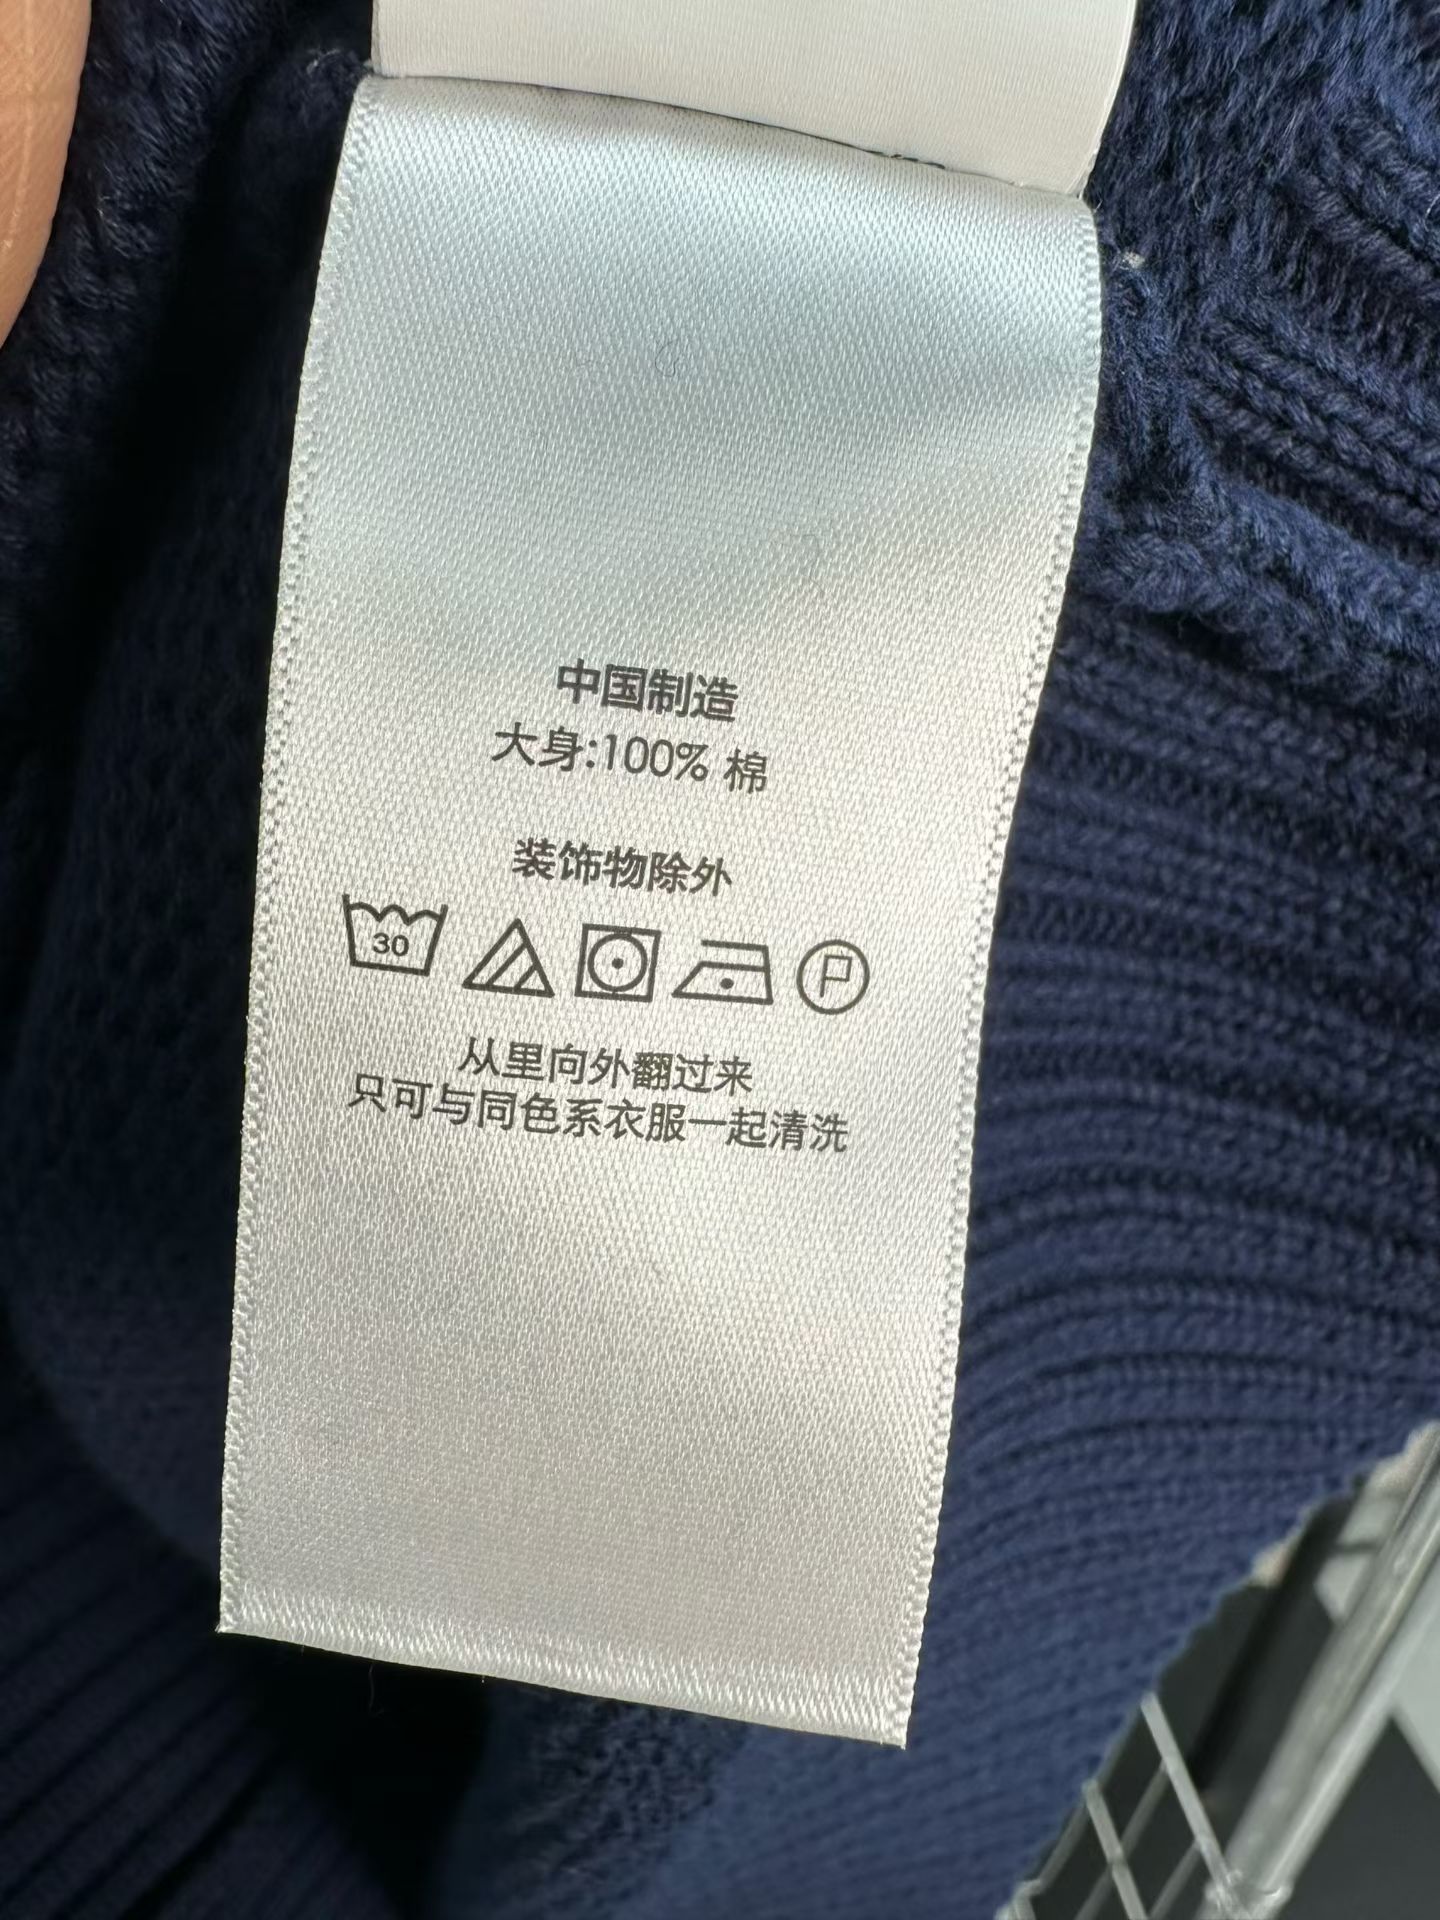 中国制造
大身:100% 棉
装饰物除外
30 P
从里向外翻过来
只可与同色系衣服一起清洗